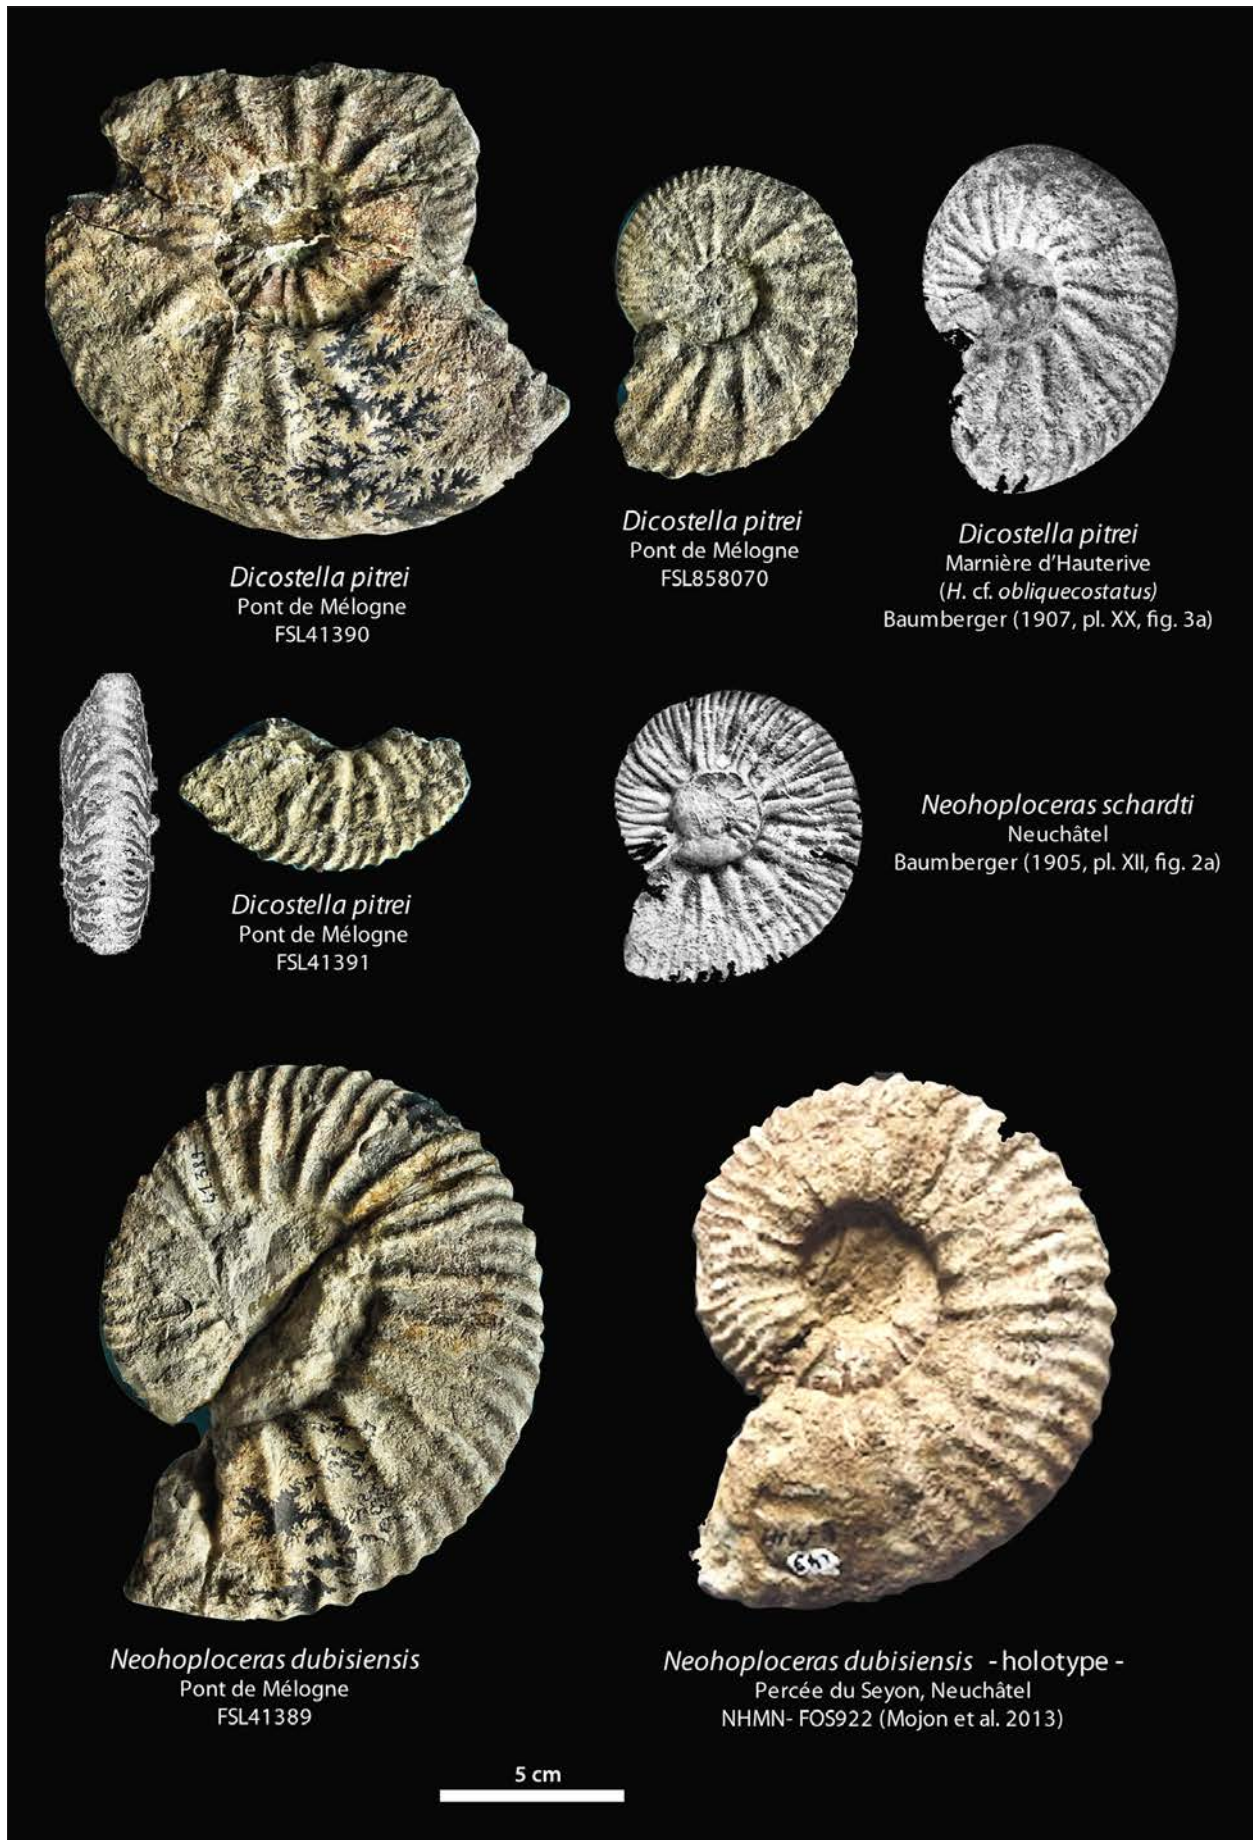 Dicostella pitrei
Pont de Mélogne
FSL41390
Dicostella pitrei
Pont de Mélogne
FSL858070
Dicostella pitrei
Marnière d'Hauterive
(H. cf. obliquecostatus)
Baumberger (1907, pl. XX, fig. 3a)
Dicostella pitrei
Pont de Mélogne
FSL41391
Neohoploceras schardti
Neuchâtel
Baumberger (1905, pl. XII, fig. 2a)
41389
Neohoploceras dubisiensis
Pont de Mélogne
FSL41389
Neohoploceras dubisiensis - holotype -
Percée du Seyon, Neuchâtel
NHMN- FOS922 (Mojon et al. 2013)
5 cm